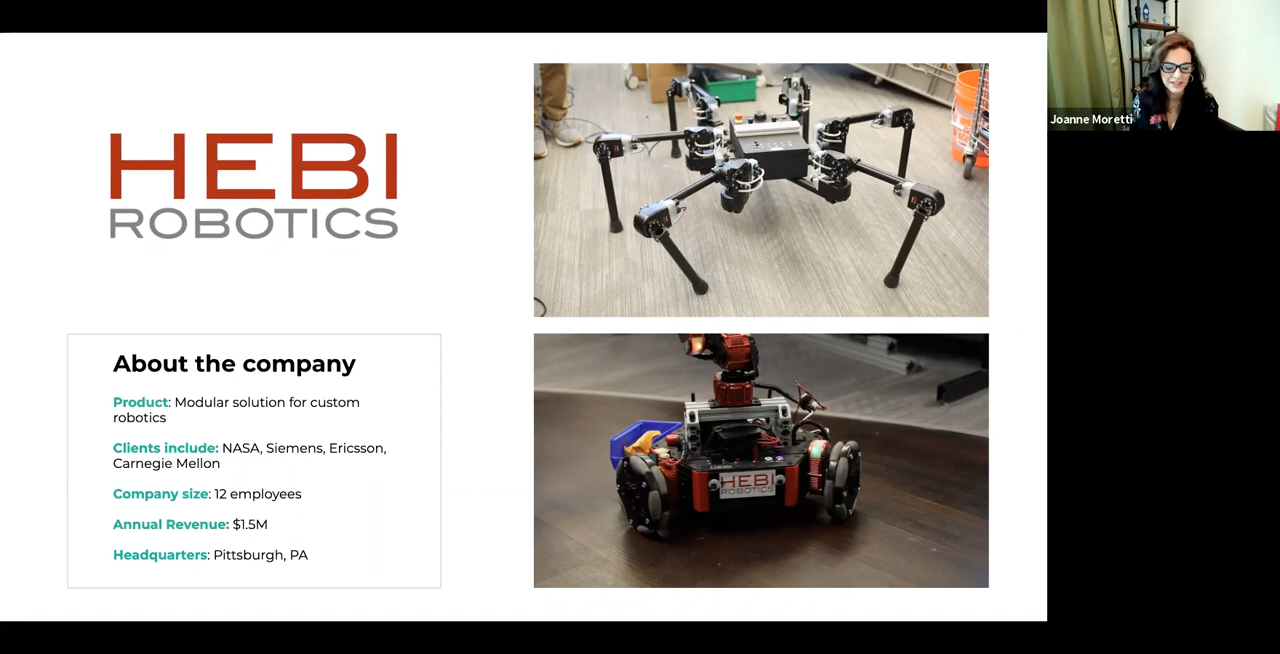 HEBI
ROBOTICS
About the company
Product: Modular solution for custom
robotics
Clients include: NASA, Siemens, Ericsson,
Carnegie Mellon
Company size: 12 employees
Annual Revenue: $1.5M
Headquarters: Pittsburgh, PA
HEBI
ROBOTICS
Joanne Moretti